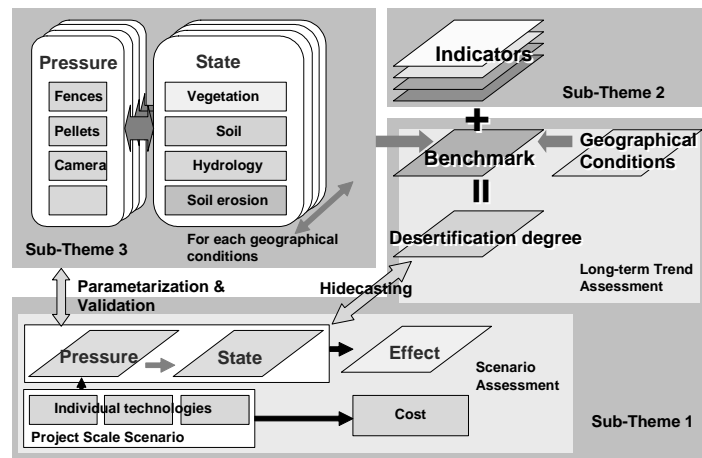 Pressure
Fences
Pellets
Camera
State
Vegetation
Soil
Hydrology
Soil erosion
Sub-Theme 3
For each geographical
conditions
Indicators
Sub-Theme 2
+
Benchmark
Geographical
Conditions
=
Desertification degree
Long-term Trend
Assessment
Parametarization &
Validation
Hidecasting
Pressure
State
Effect
Scenario
Assessment
Individual technologies
Project Scale Scenario
Cost
Sub-Theme 1